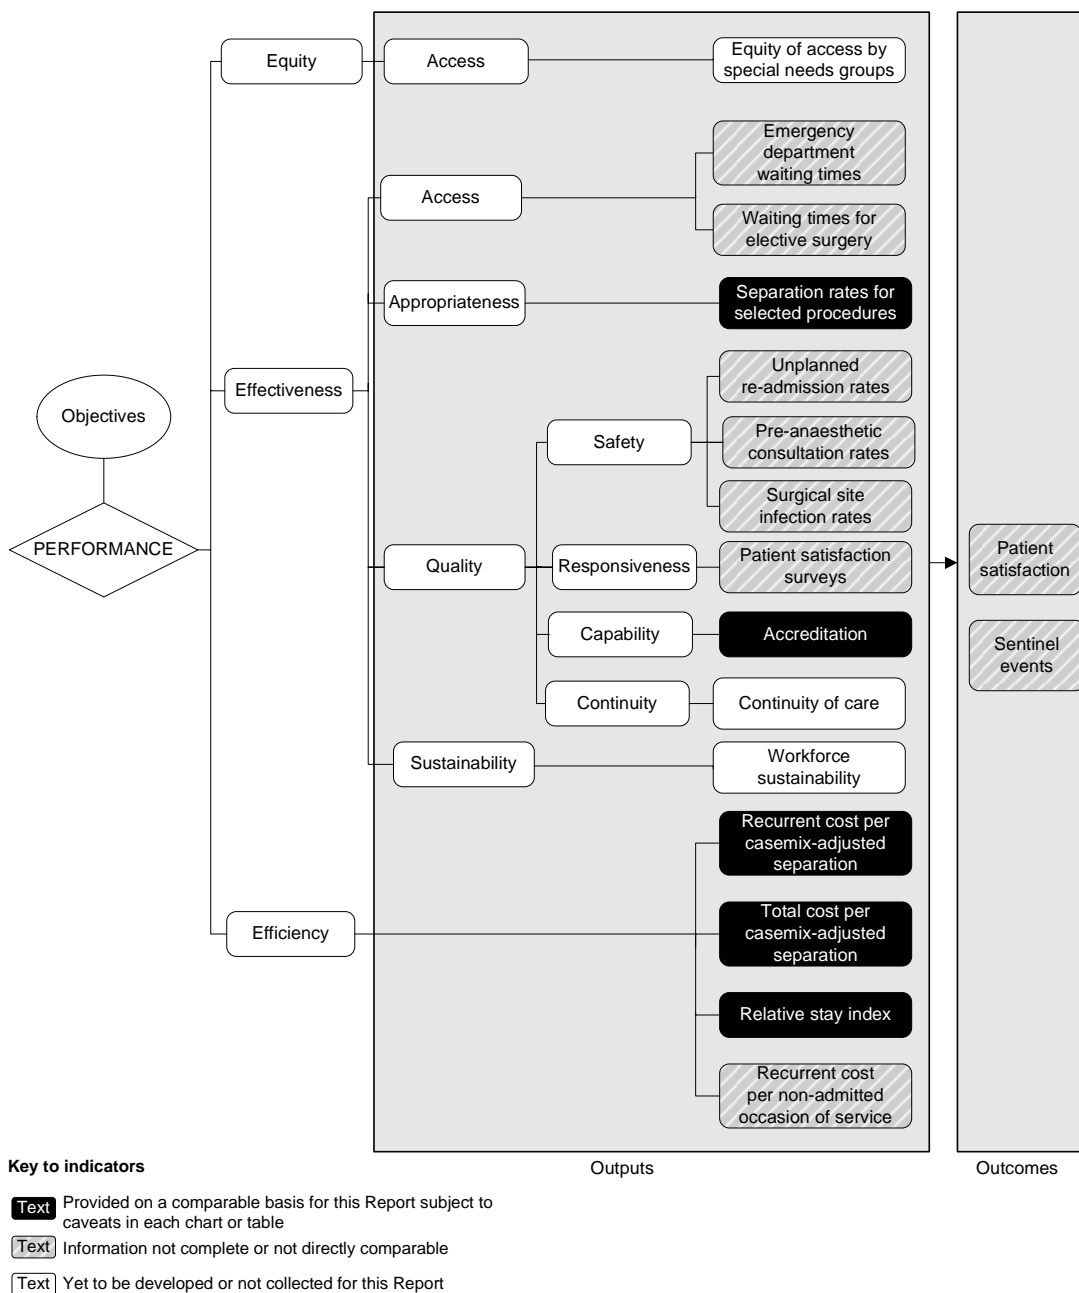 Equity
Access
Equity of access by
special needs groups
Emergency
department
waiting times
Access
Waiting times for
elective surgery
Appropriateness
Separation rates for
selected procedures
Unplanned
re-admission rates
Objectives
Effectiveness
Safety
Pre-anaesthetic
consultation rates
Surgical site
infection rates
PERFORMANCE
Quality
Responsiveness
Patient satisfaction
surveys
Patient
satisfaction
Capability
Accreditation
Sentinel
events
Continuity
Continuity of care
Sustainability
Workforce
sustainability
Recurrent cost per
casemix-adjusted
separation
Efficiency
Total cost per
casemix-adjusted
separation
Relative stay index
Recurrent cost
per non-admitted
occasion of service
Outputs
Outcomes
Key to indicators
Text Provided on a comparable basis for this Report subject to
caveats in each chart or table
Text Information not complete or not directly comparable
Text Yet to be developed or not collected for this Report